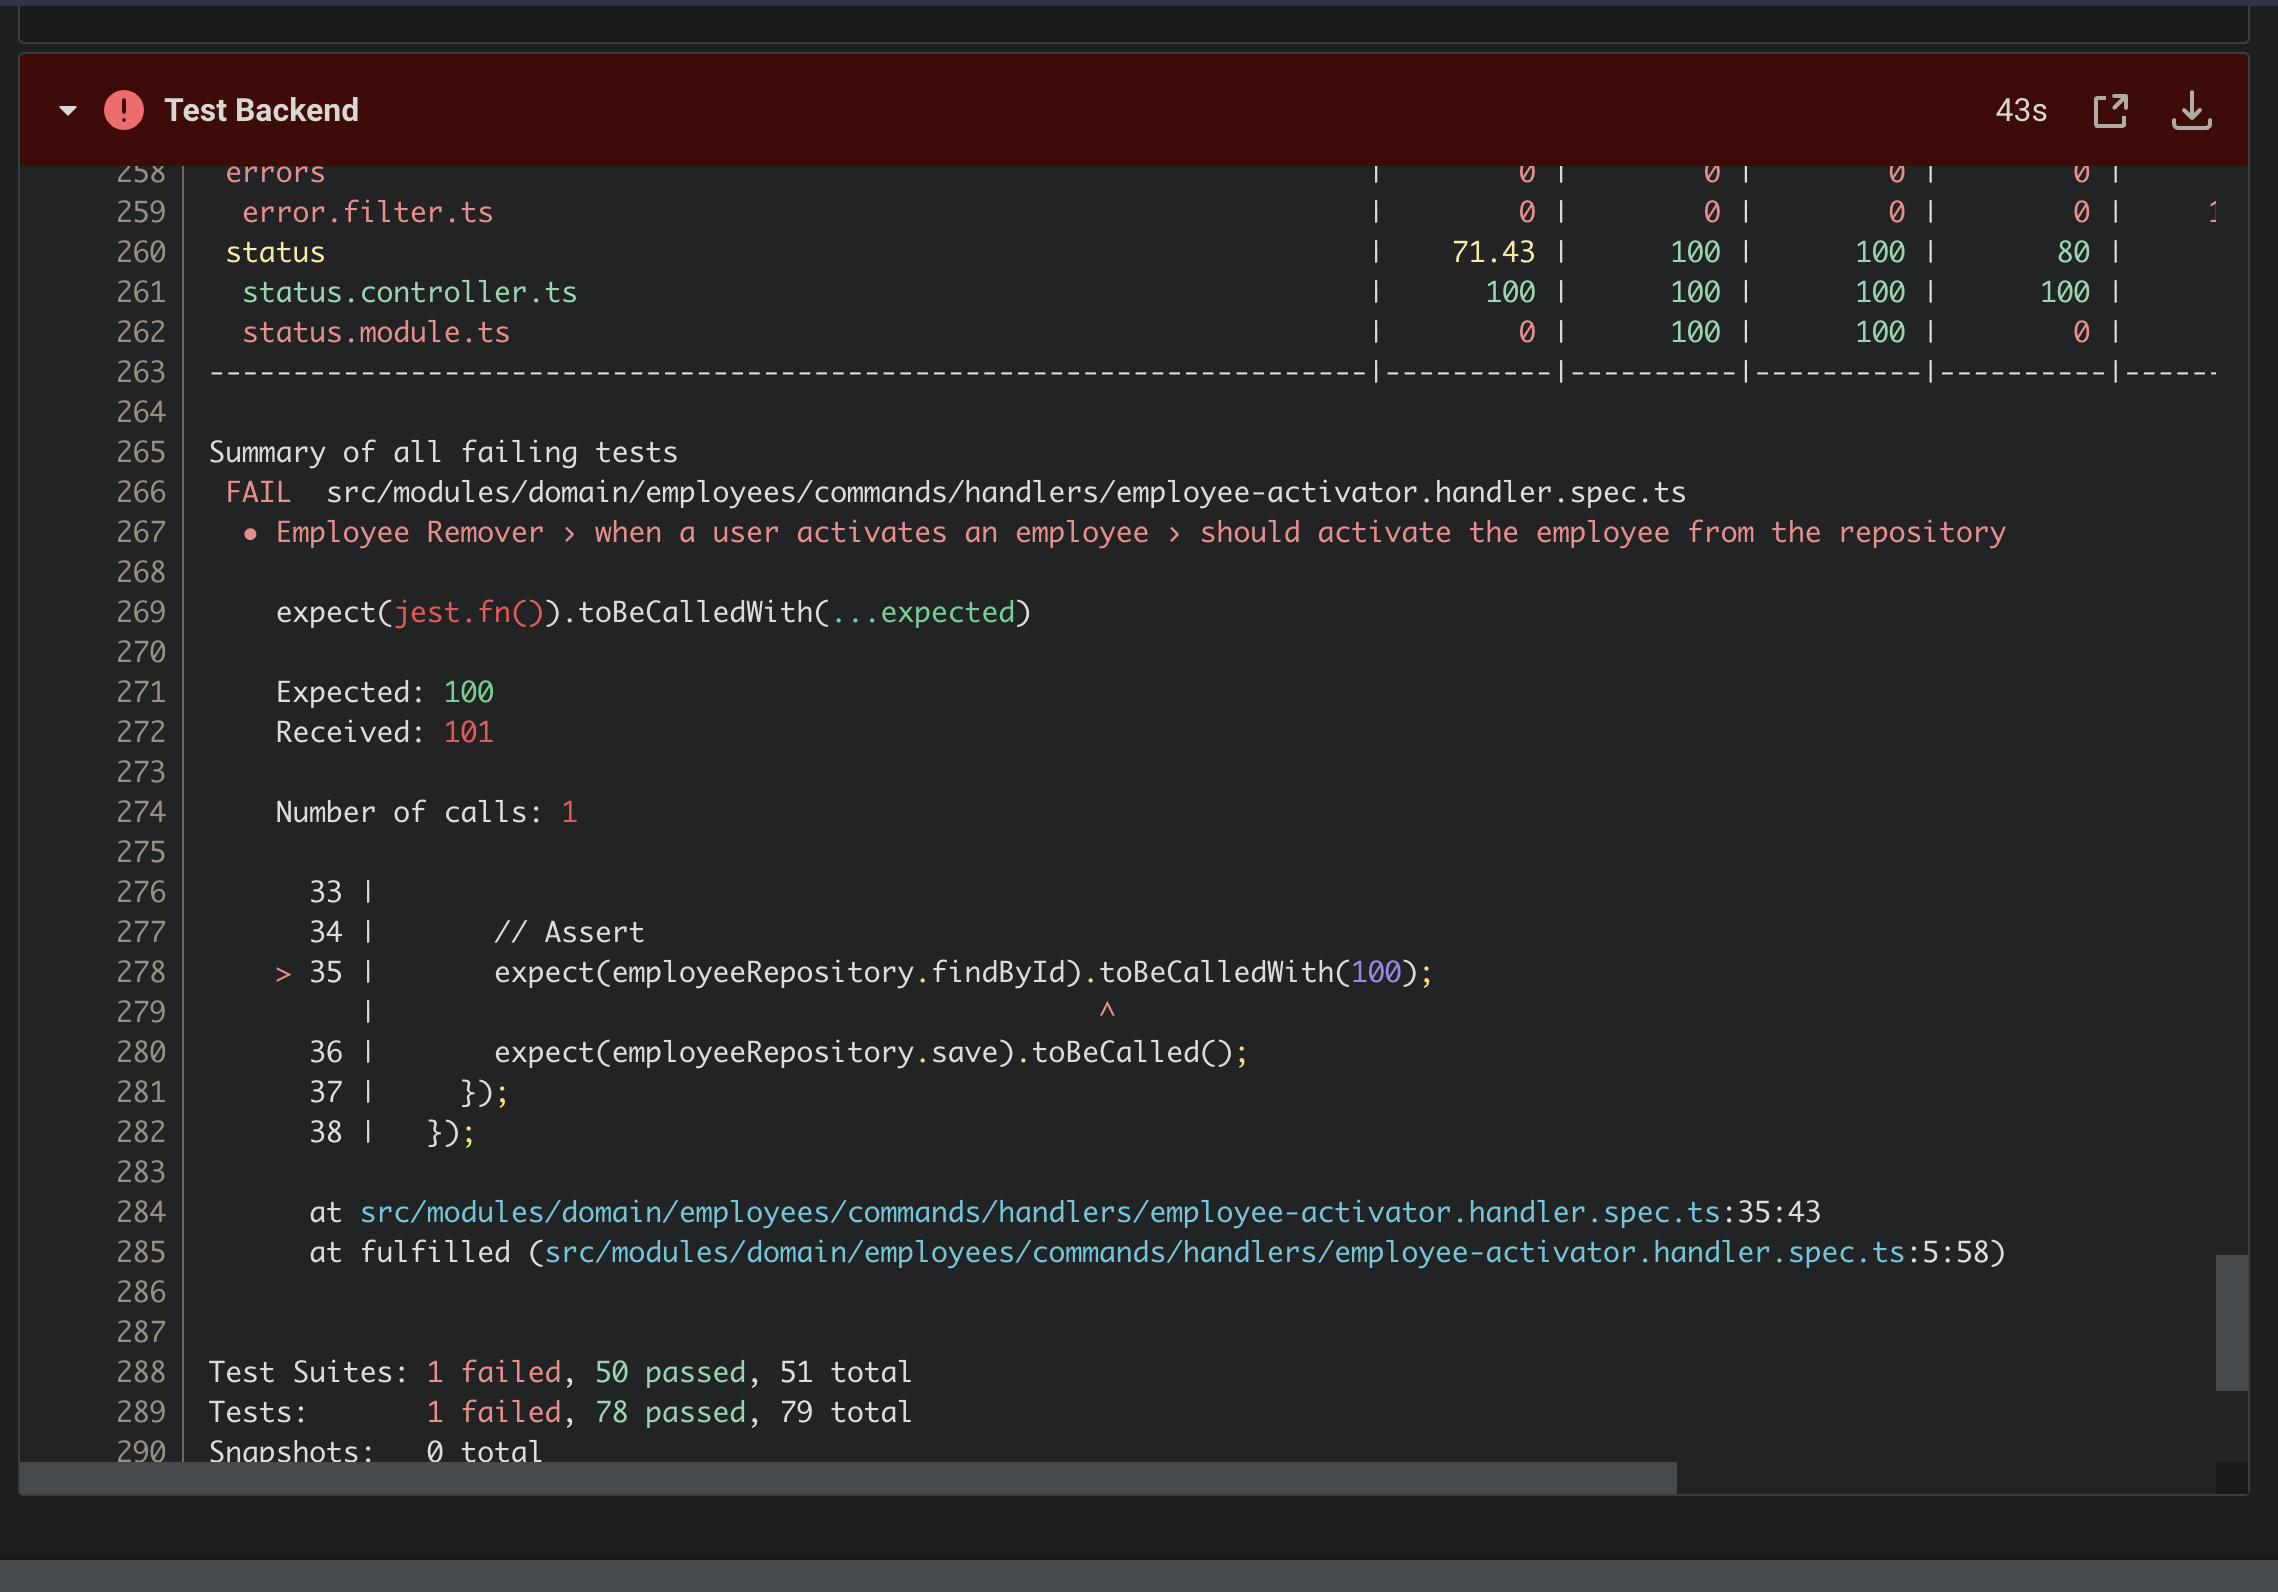 Test Backend 43s
258 errors | 0 | 0 | 0 | 0 |
259 error.filter.ts | 0 | 0 | 0 | 0 | 1
260 status | 71.43 | 100 | 100 | 80 |
261 status.controller.ts | 100 | 100 | 100 | 100 |
262 status.module.ts | 0 | 100 | 100 | 0 |
263 ---------------------------------------------------------------------|----------|----------|----------|----------|------
264
265 Summary of all failing tests
266 FAIL src/modules/domain/employees/commands/handlers/employee-activator.handler.spec.ts
267 ● Employee Remover › when a user activates an employee › should activate the employee from the repository
268
269 expect(jest.fn()).toBeCalledWith(...expected)
270
271 Expected: 100
272 Received: 101
273
274 Number of calls: 1
275
276 33 |
277 34 | // Assert
278 > 35 | expect(employeeRepository.findById).toBeCalledWith(100);
279 | ^
280 36 | expect(employeeRepository.save).toBeCalled();
281 37 | });
282 38 | });
283
284 at src/modules/domain/employees/commands/handlers/employee-activator.handler.spec.ts:35:43
285 at fulfilled (src/modules/domain/employees/commands/handlers/employee-activator.handler.spec.ts:5:58)
286
287
288 Test Suites: 1 failed, 50 passed, 51 total
289 Tests: 1 failed, 78 passed, 79 total
290 Snapshots: 0 total